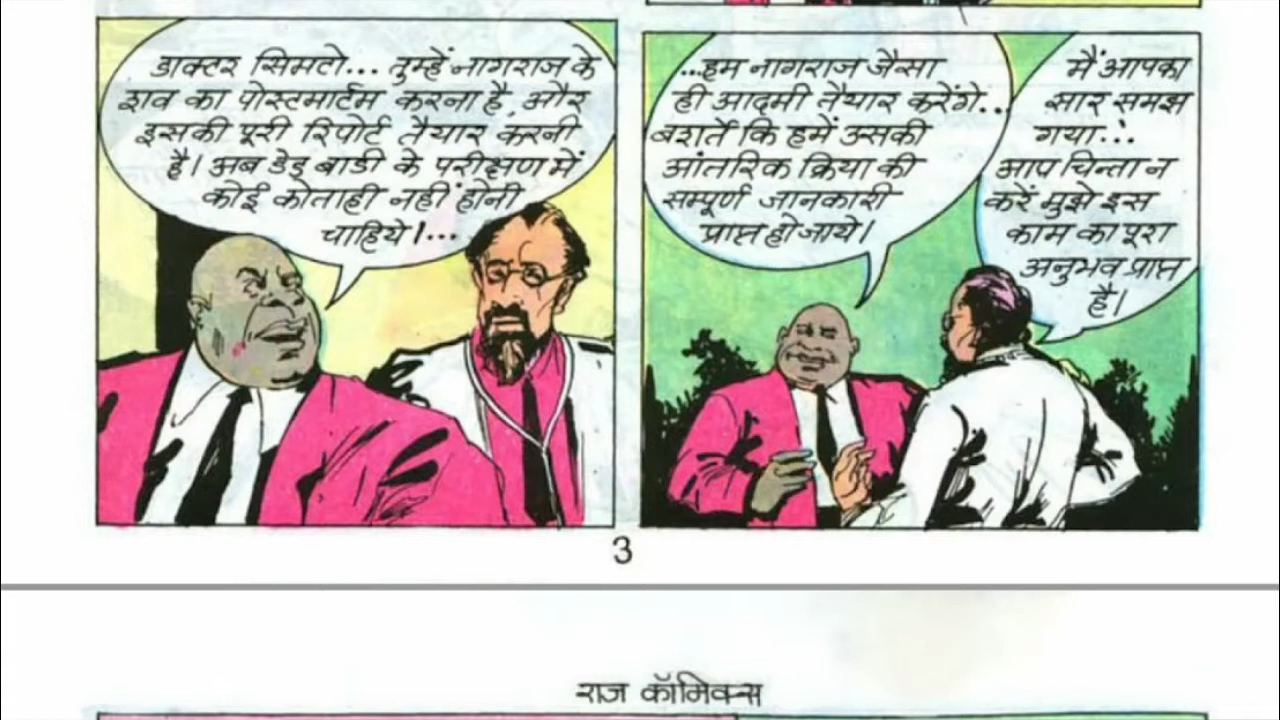 डाक्टर सिमटो... तुम्हें नागराज के
शव का पोस्टमार्टम करना है, और
इसकी पूरी रिपोर्ट तैयार करनी
है। अब डेड बाडी के परीक्षण में
कोई कोताही नहीं होनी
चाहिये।...
...हम नागराज जैसा
ही आदमी तैयार करेंगे...
बशर्ते कि हमें उसकी
आंतरिक क्रिया की
सम्पूर्ण जानकारी
प्राप्त हो जाये।
मैं आपका
सार समझ
गया...
आप चिन्ता न
करें मुझे इस
काम का पूरा
अनुभव प्राप्त
है।
3
राज कॉमिक्स